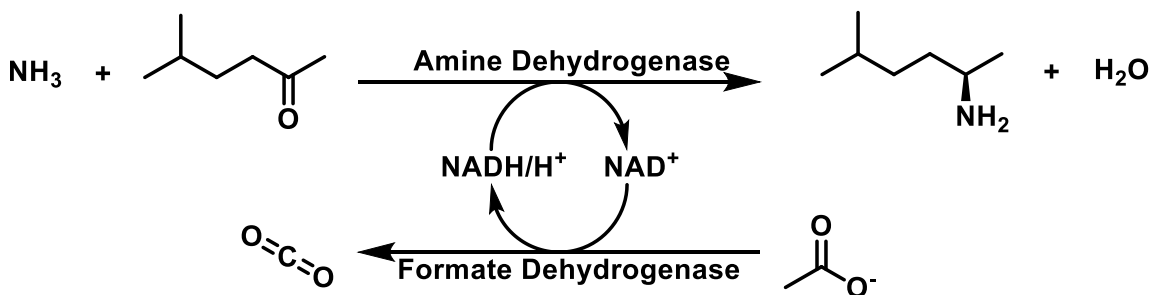 NH3 + O Amine Dehydrogenase NH2 + H2O
NADH/H+ NAD+
O C O Formate Dehydrogenase O O-